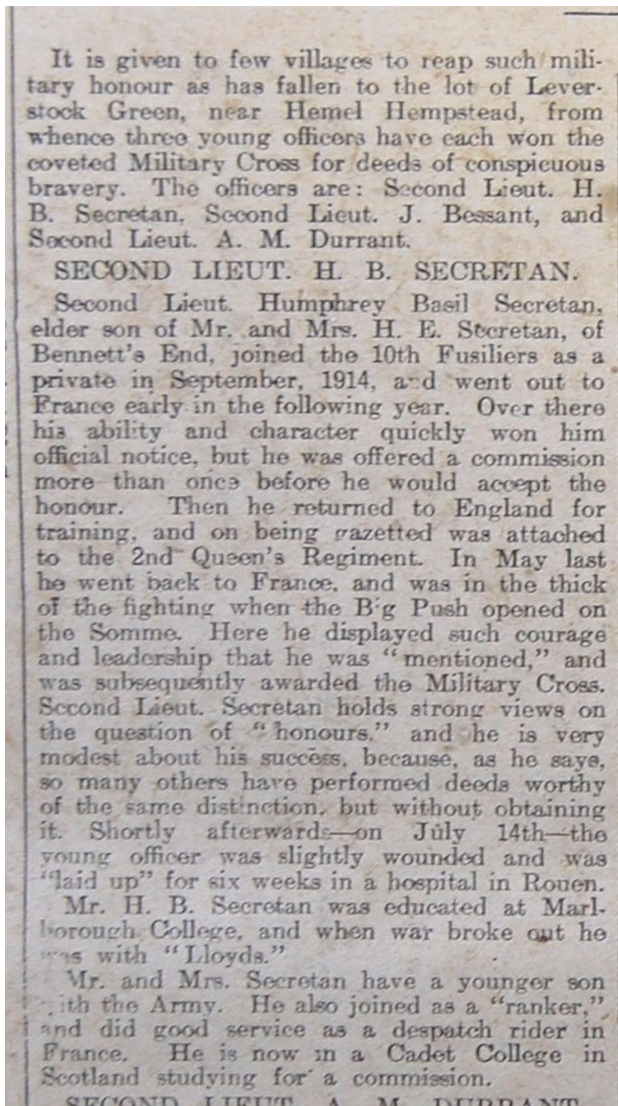 It is given to few villages to reap such mili-
tary honour as has fallen to the lot of Lever-
stock Green, near Hemel Hempstead, from
whence three young officers have each won the
coveted Military Cross for deeds of conspicuous
bravery. The officers are: Second Lieut. H.
B. Secretan, Second Lieut. J. Bessant, and
Second Lieut. A. M. Durrant.
SECOND LIEUT. H. B. SECRETAN.
Second Lieut. Humphrey Basil Secretan,
elder son of Mr. and Mrs. H. E. Secretan, of
Bennett's End, joined the 10th Fusiliers as a
private in September, 1914, and went out to
France early in the following year. Over there
his ability and character quickly won him
official notice, but he was offered a commission
more than once before he would accept the
honour. Then he returned to England for
training, and on being gazetted was attached
to the 2nd Queen's Regiment. In May last
he went back to France, and was in the thick
of the fighting when the Big Push opened on
the Somme. Here he displayed such courage
and leadership that he was "mentioned," and
was subsequently awarded the Military Cross.
Second Lieut. Secretan holds strong views on
the question of "honours," and he is very
modest about his success, because, as he says,
so many others have performed deeds worthy
of the same distinction, but without obtaining
it. Shortly afterwards—on July 14th—the
young officer was slightly wounded and was
"laid up" for six weeks in a hospital in Rouen.
Mr. H. B. Secretan was educated at Marl-
borough College, and when war broke out he
was with "Lloyds."
Mr. and Mrs. Secretan have a younger son
with the Army. He also joined as a "ranker,"
and did good service as a despatch rider in
France. He is now in a Cadet College in
Scotland studying for a commission.
SECOND LIEUT. A. M. DURRANT